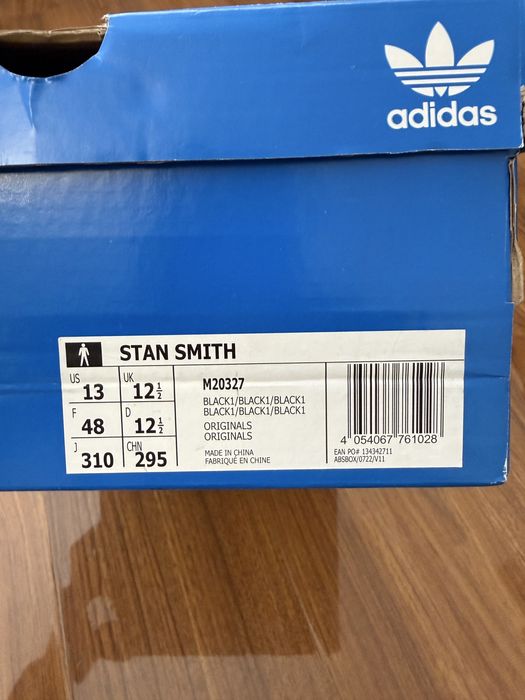 adidas
STAN SMITH
US 13 UK 12½
F 48 D 12½
J 310 CHN 295
M20327
BLACK1/BLACK1/BLACK1
BLACK1/BLACK1/BLACK1
ORIGINALS
ORIGINALS
MADE IN CHINA
FABRIQUÉ EN CHINE
4 054067 761028
EAN PO# 134342711
ABSBOX/0722/V11